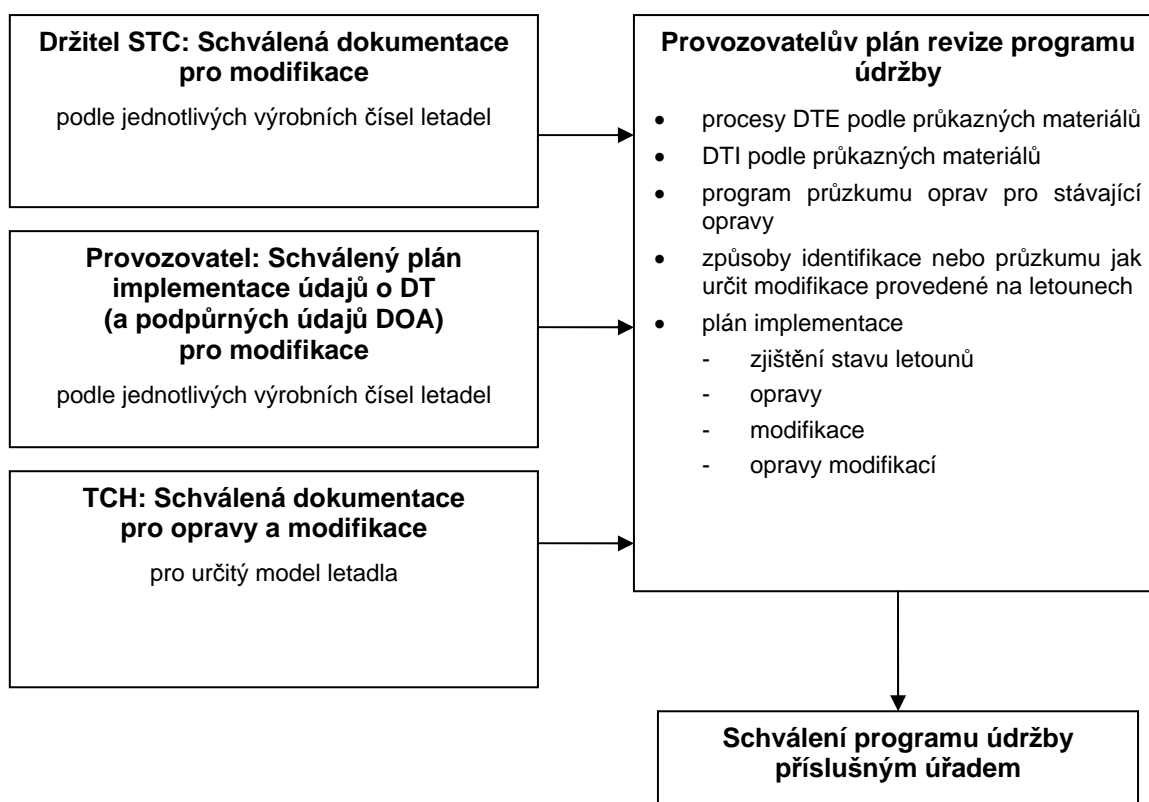 Držitel STC: Schválená dokumentace
pro modifikace
podle jednotlivých výrobních čísel letadel
Provozovatel: Schválený plán
implementace údajů o DT
(a podpůrných údajů DOA)
pro modifikace
podle jednotlivých výrobních čísel letadel
TCH: Schválená dokumentace
pro opravy a modifikace
pro určitý model letadla
Provozovatelův plán revize programu
údržby
• procesy DTE podle průkazných materiálů
• DTI podle průkazných materiálů
• program průzkumu oprav pro stávající
opravy
• způsoby identifikace nebo průzkumu jak
určit modifikace provedené na letounech
• plán implementace
- zjištění stavu letounů
- opravy
- modifikace
- opravy modifikací
Schválení programu údržby
příslušným úřadem